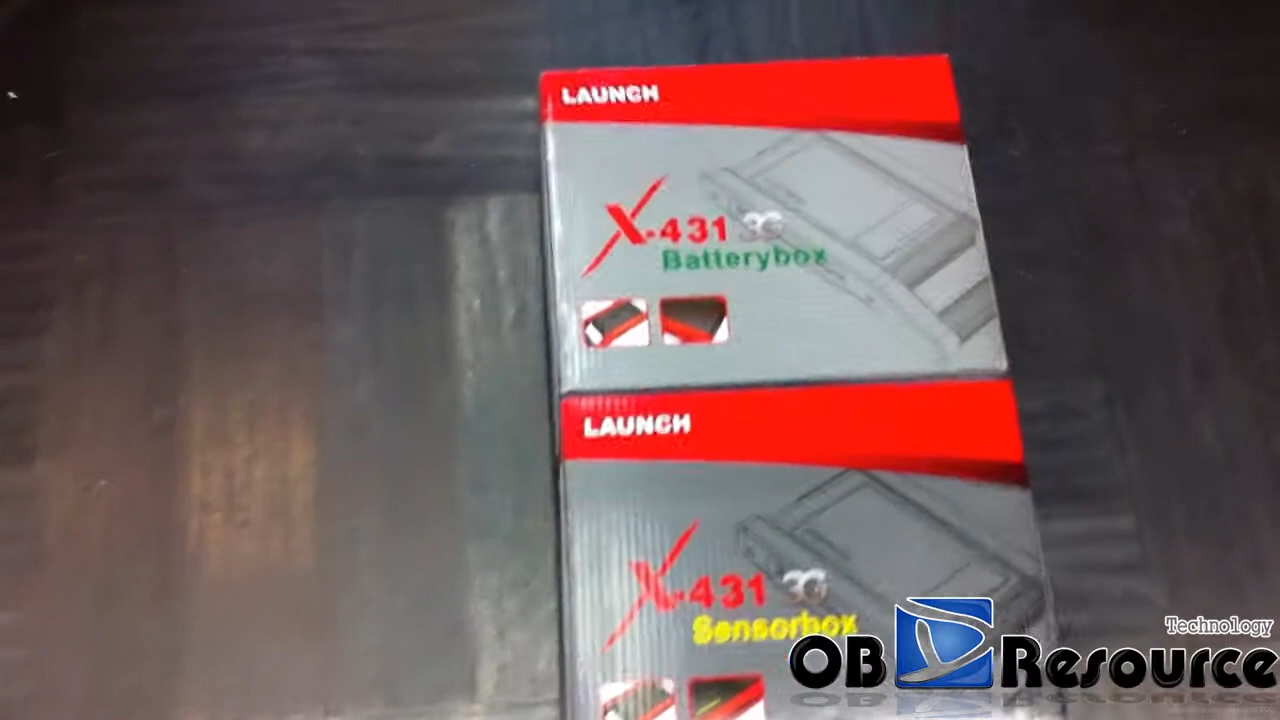 LAUNCH
X-431 3G
Batterybox
LAUNCH
X-431 3G
Sensorbox
Technology
OBD Resource